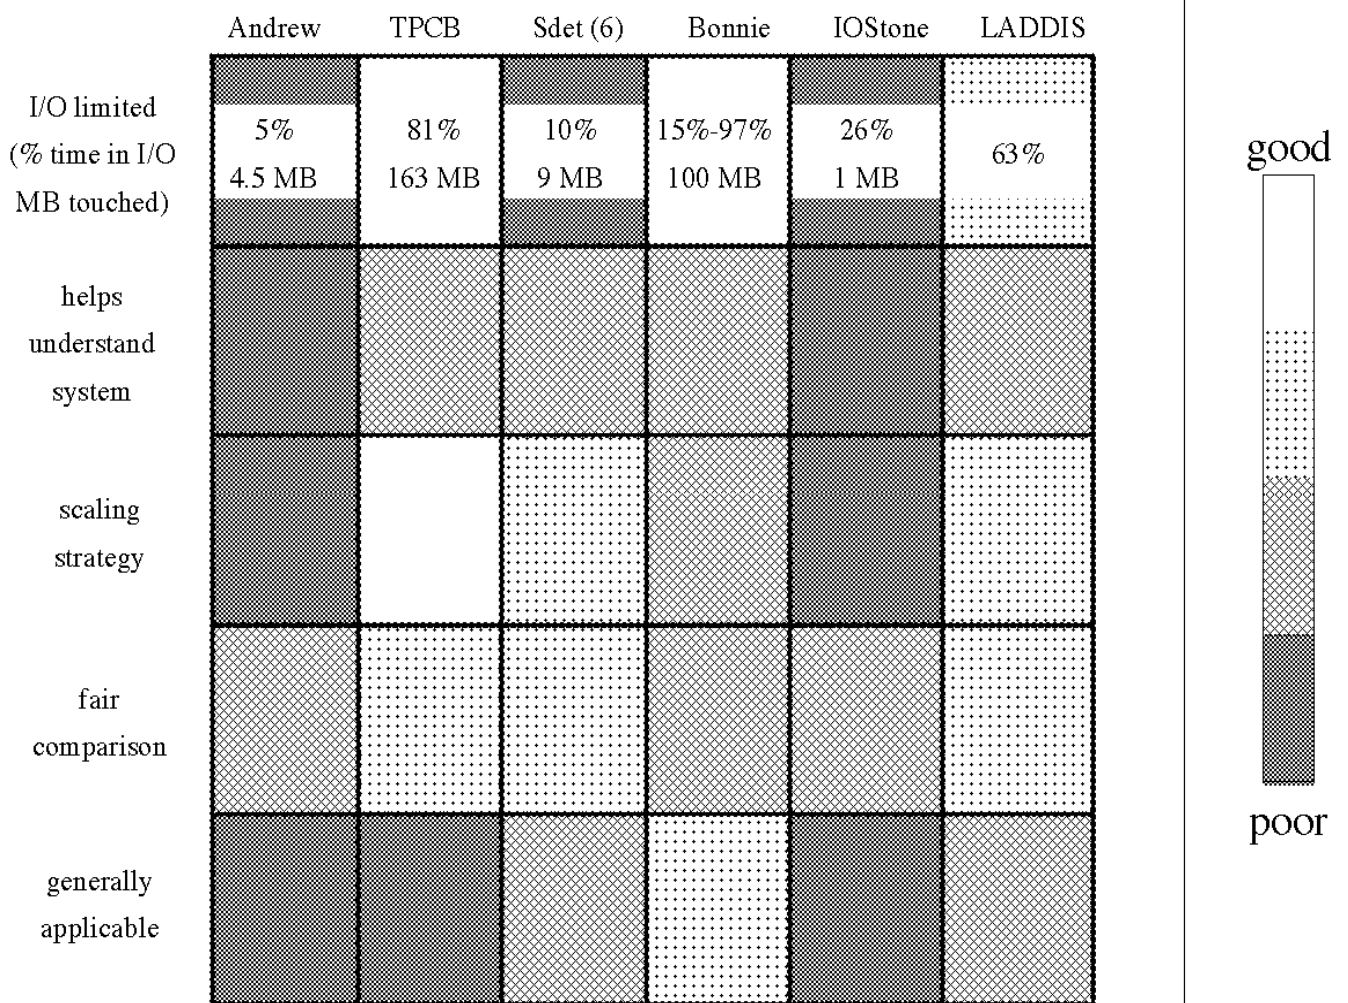 Andrew TPCB Sdet (6) Bonnie IOStone LADDIS
I/O limited
(% time in I/O
MB touched)
5% 81% 10% 15%-97% 26% 63%
4.5 MB 163 MB 9 MB 100 MB 1 MB
helps
understand
system
scaling
strategy
fair
comparison
generally
applicable
good
poor